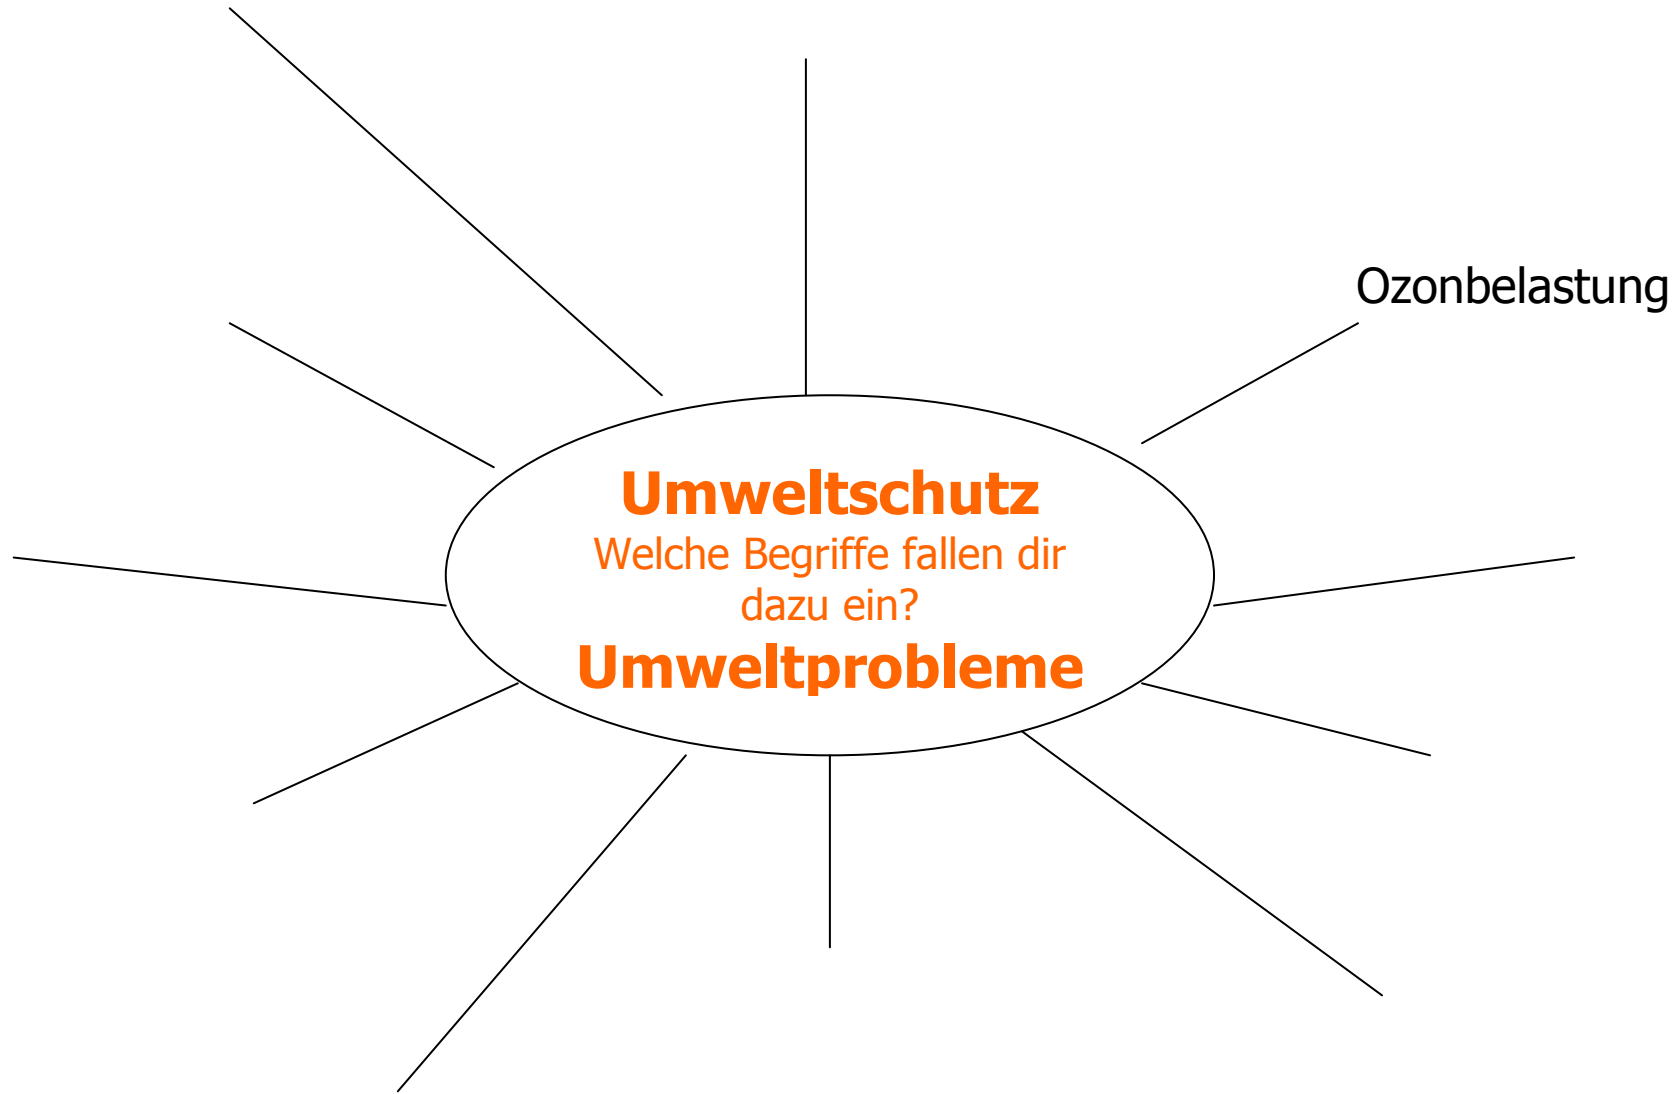 Ozonbelastung
Umweltschutz
Welche Begriffe fallen dir
dazu ein?
Umweltprobleme